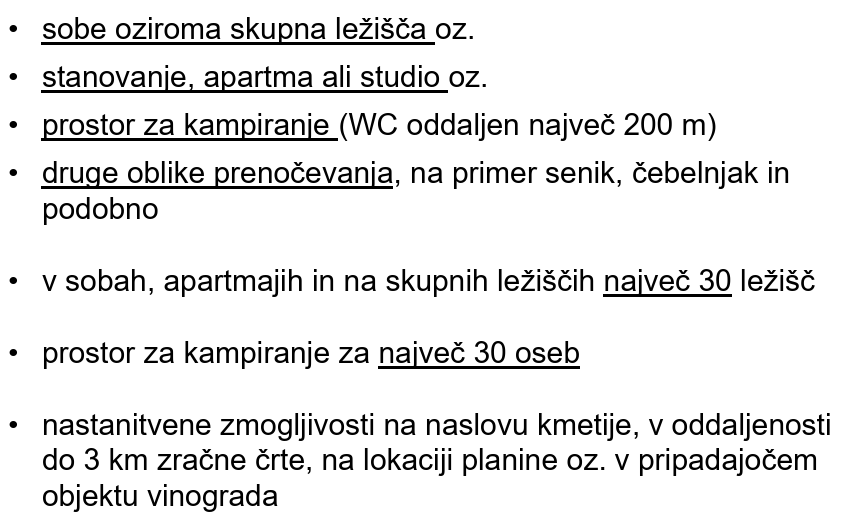 • sobe oziroma skupna ležišča oz.
• stanovanje, apartma ali studio oz.
• prostor za kampiranje (WC oddaljen največ 200 m)
• druge oblike prenočevanja, na primer senik, čebelnjak in
podobno
• v sobah, apartmajih in na skupnih ležiščih največ 30 ležišč
• prostor za kampiranje za največ 30 oseb
• nastanitvene zmogljivosti na naslovu kmetije, v oddaljenosti
do 3 km zračne črte, na lokaciji planine oz. v pripadajočem
objektu vinograda